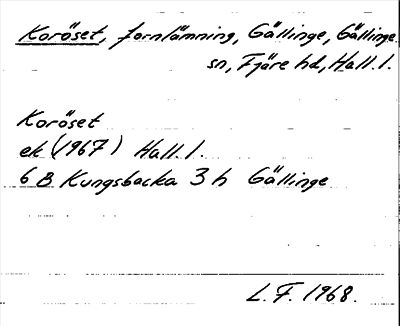 Koröset, fornlämning, Gällinge, Gällinge
sn, Fjäre hd, Hall. l.
Koröset
ek (1967) Hall. l.
6 B Kungsbacka 3 h Gällinge
L. F. 1968.